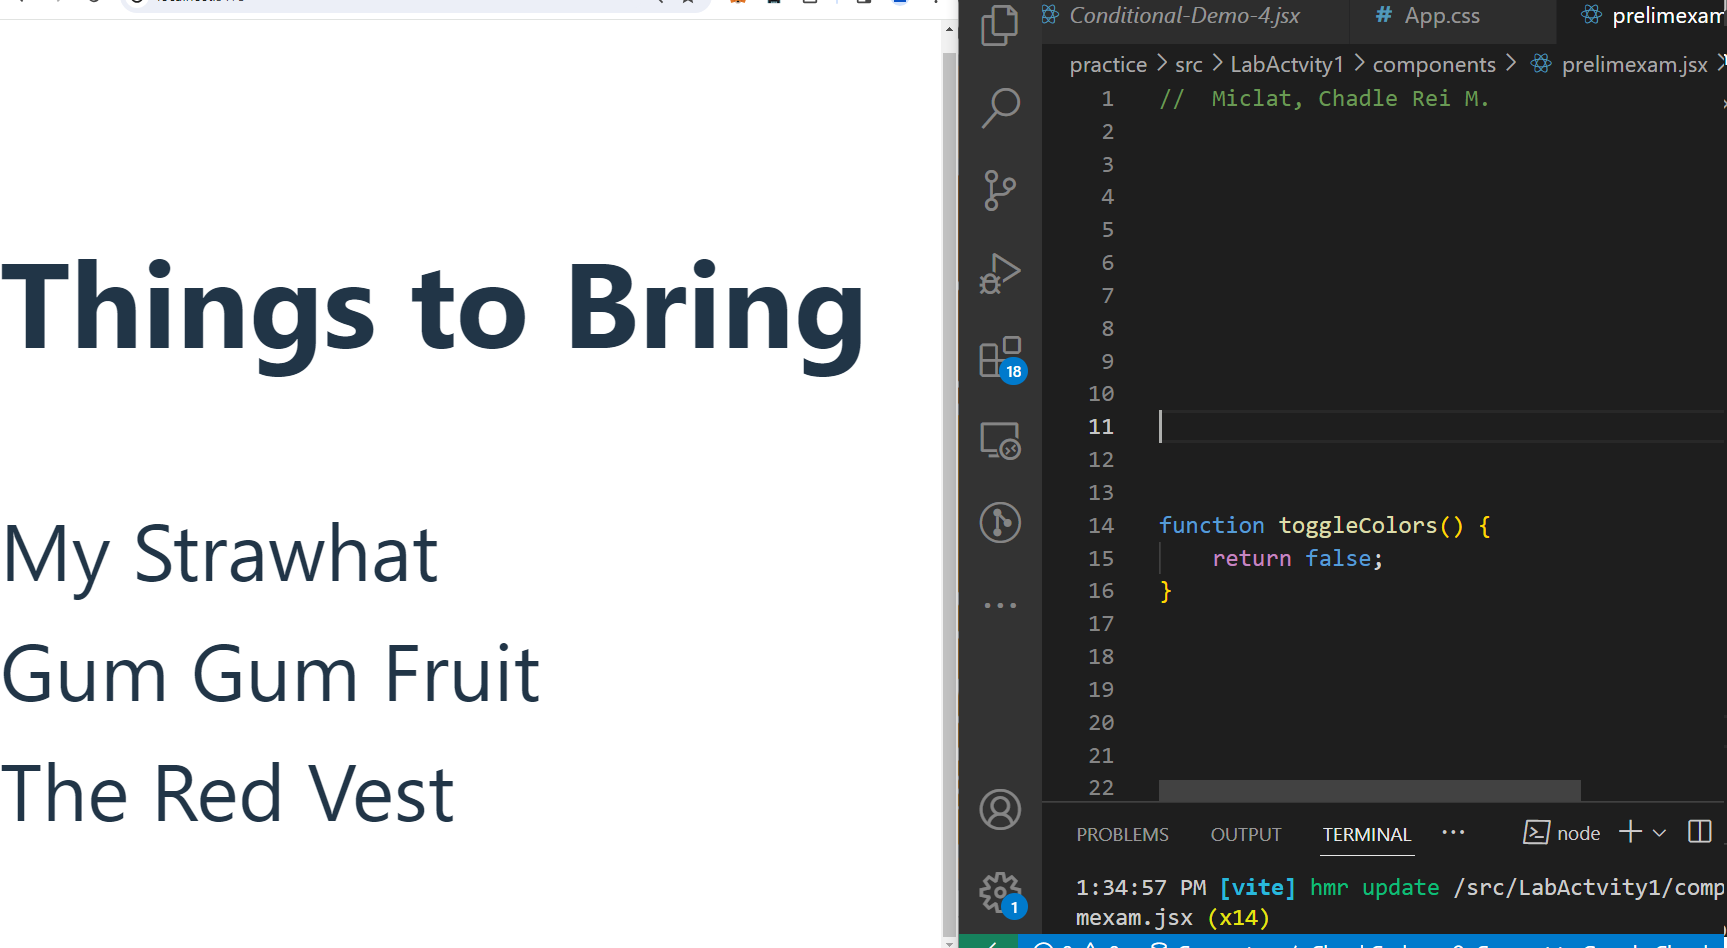 Things to Bring
My Strawhat
Gum Gum Fruit
The Red Vest
Conditional-Demo-4.jsx
# App.css
prelimexam
practice > src > LabActvity1 > components > prelimexam.jsx >
1 // Miclat, Chadle Rei M.
2
3
4
5
6
7
8
9
10
11
12
13
14 function toggleColors() {
15 return false;
16 }
17
18
19
20
21
22
18
1
PROBLEMS OUTPUT TERMINAL ··· node
1:34:57 PM [vite] hmr update /src/LabActvity1/comp
mexam.jsx (x14)